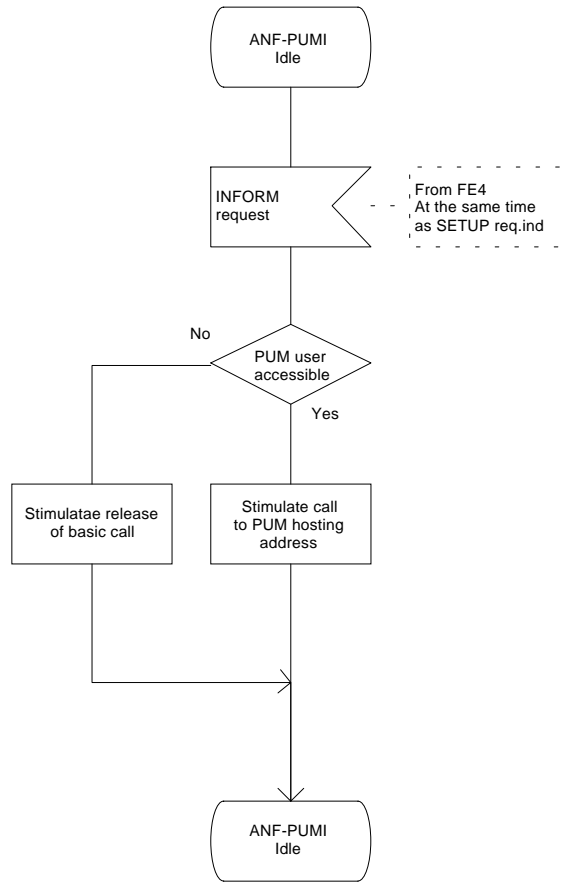 ANF-PUMI
Idle
INFORM
request
From FE4
At the same time
as SETUP req.ind
No
PUM user
accessible
Yes
Stimulatae release
of basic call
Stimulate call
to PUM hosting
address
ANF-PUMI
Idle